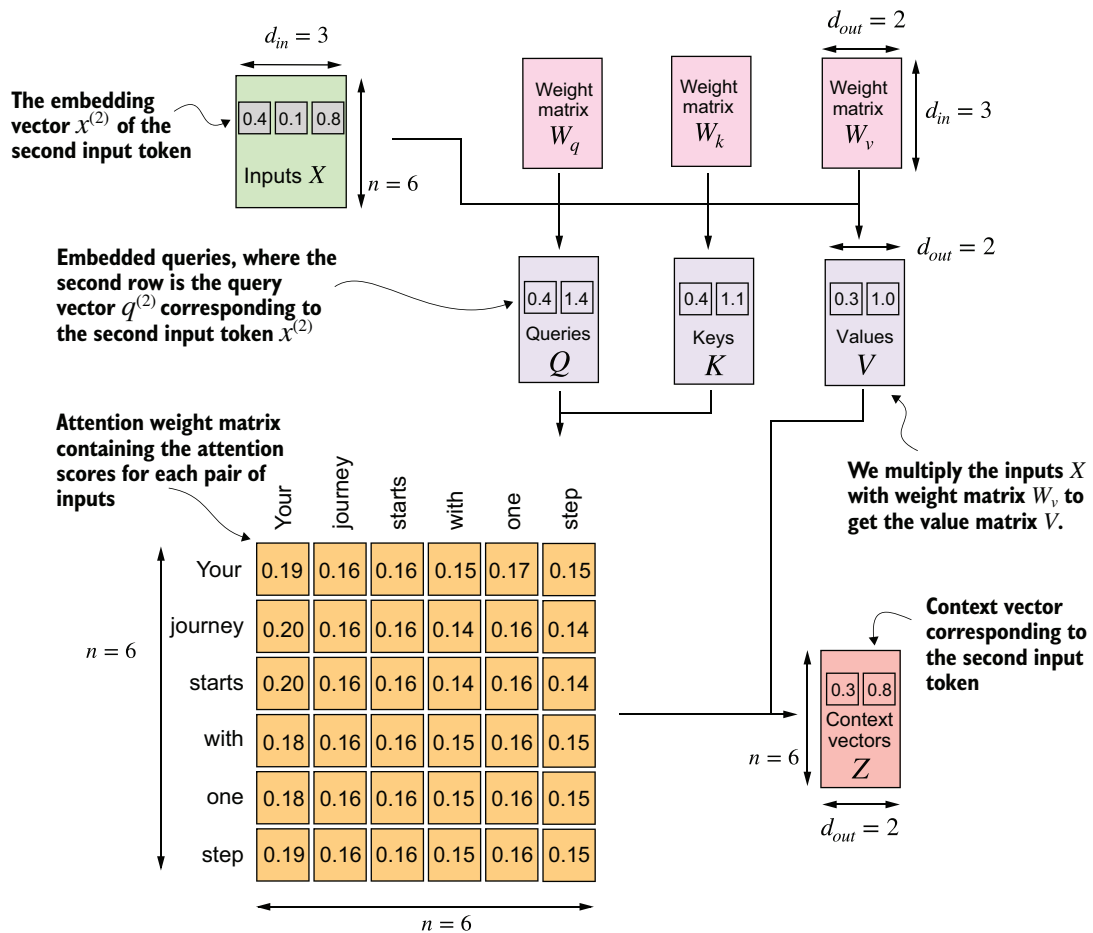 d_in = 3
d_out = 2
The embedding
vector x^(2) of the
second input token
0.4 0.1 0.8
Inputs X
n = 6
Weight
matrix
W_q
Weight
matrix
W_k
Weight
matrix
W_v
d_in = 3
Embedded queries, where the
second row is the query
vector q^(2) corresponding to
the second input token x^(2)
0.4 1.4
Queries
Q
0.4 1.1
Keys
K
d_out = 2
0.3 1.0
Values
V
Attention weight matrix
containing the attention
scores for each pair of
inputs
We multiply the inputs X
with weight matrix W_v to
get the value matrix V.
Your journey starts with one step
Your 0.19 0.16 0.16 0.15 0.17 0.15
journey 0.20 0.16 0.16 0.14 0.16 0.14
starts 0.20 0.16 0.16 0.14 0.16 0.14
with 0.18 0.16 0.16 0.15 0.16 0.15
one 0.18 0.16 0.16 0.15 0.16 0.15
step 0.19 0.16 0.16 0.15 0.16 0.15
n = 6
n = 6
Context vector
corresponding to
the second input
token
0.3 0.8
Context
vectors
Z
n = 6
d_out = 2